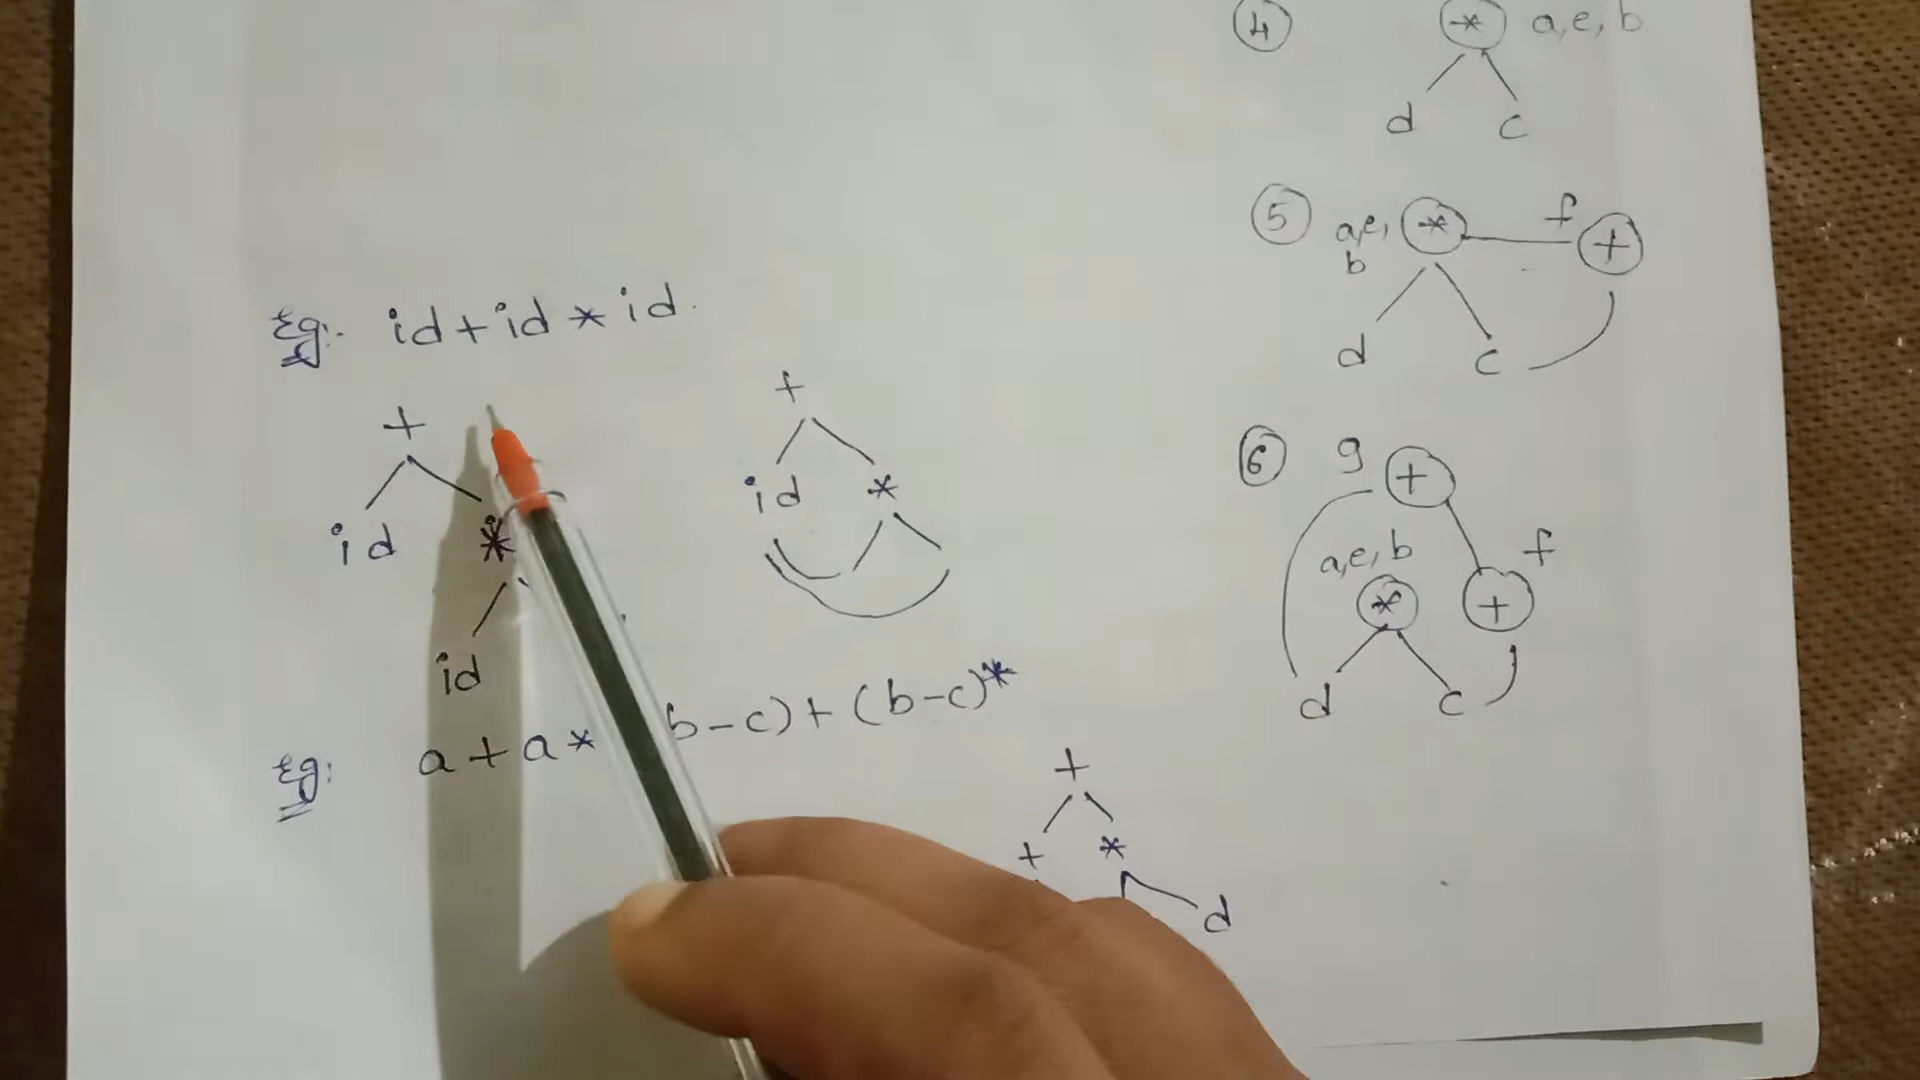 Eg:- id + id * id.
+
id *
id
+
id *
Eg: a + a * b - c) + (b - c) *
+
+ *
d
4 * a, e, b
d c
5 a, e, b * f +
d c
6 g +
a, e, b f
* +
d c